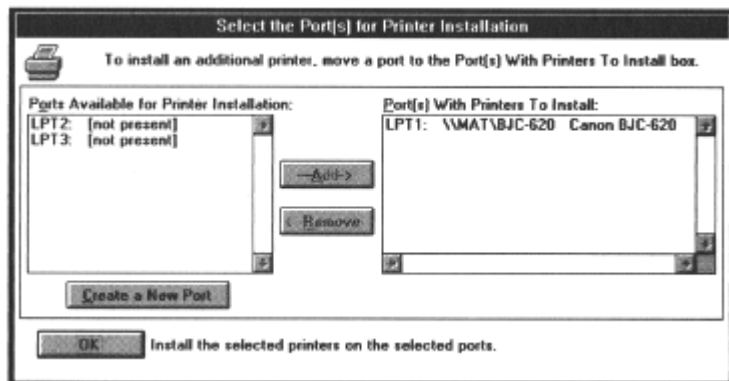 Select the Port(s) for Printer Installation
To install an additional printer, move a port to the Port(s) With Printers To Install box.
Ports Available for Printer Installation:
LPT2: [not present]
LPT3: [not present]
Add->
< Remove
Create a New Port
Port(s) With Printers To Install:
LPT1: \\MAT\BJC-620 Canon BJC-620
OK
Install the selected printers on the selected ports.